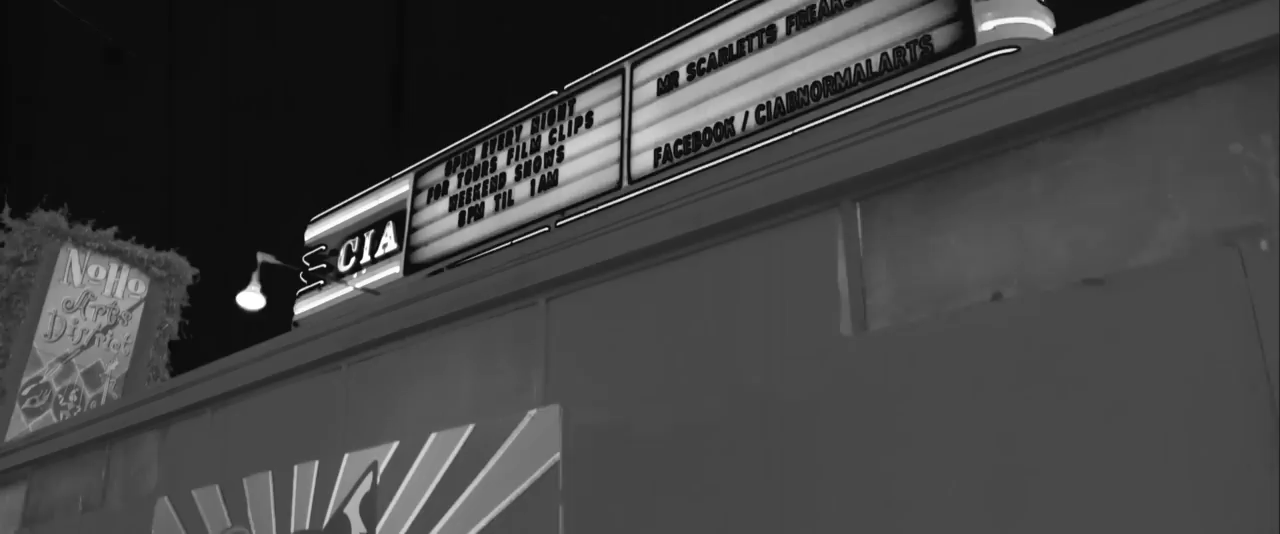 NoHo
Arts
District
CIA
OPEN EVERY NIGHT
FOR TOURS FILM CLIPS
WEEKEND SHOWS
8PM TIL 1AM
MR SCARLETTS FREAKS
FACEBOOK / CIABNORMALARTS